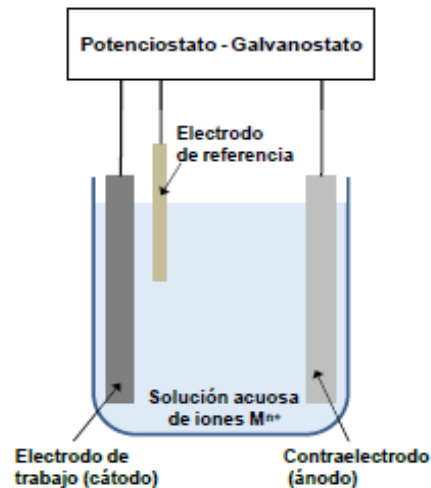 Potenciostato - Galvanostato
Electrodo
de referencia
Solución acuosa
de iones Mⁿ⁺
Electrodo de
trabajo (cátodo)
Contraelectrodo
(ánodo)